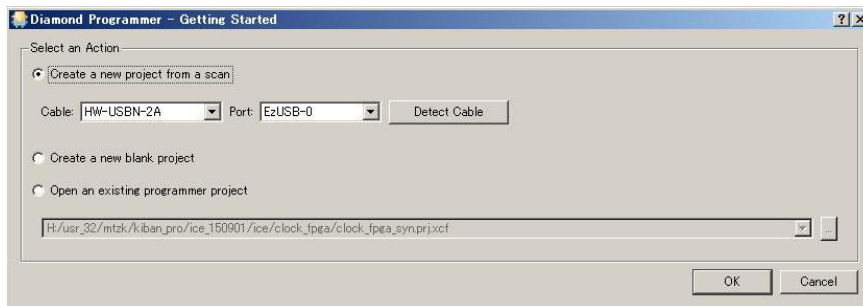 Diamond Programmer - Getting Started
Select an Action
Create a new project from a scan
Cable: HW-USBN-2A Port: EzUSB-0 Detect Cable
Create a new blank project
Open an existing programmer project
H:/usr_32/mtzk/kiban_pro/ice_150901/ice/clock_fpga/clock_fpga_syn.prj.xcf ...
OK Cancel